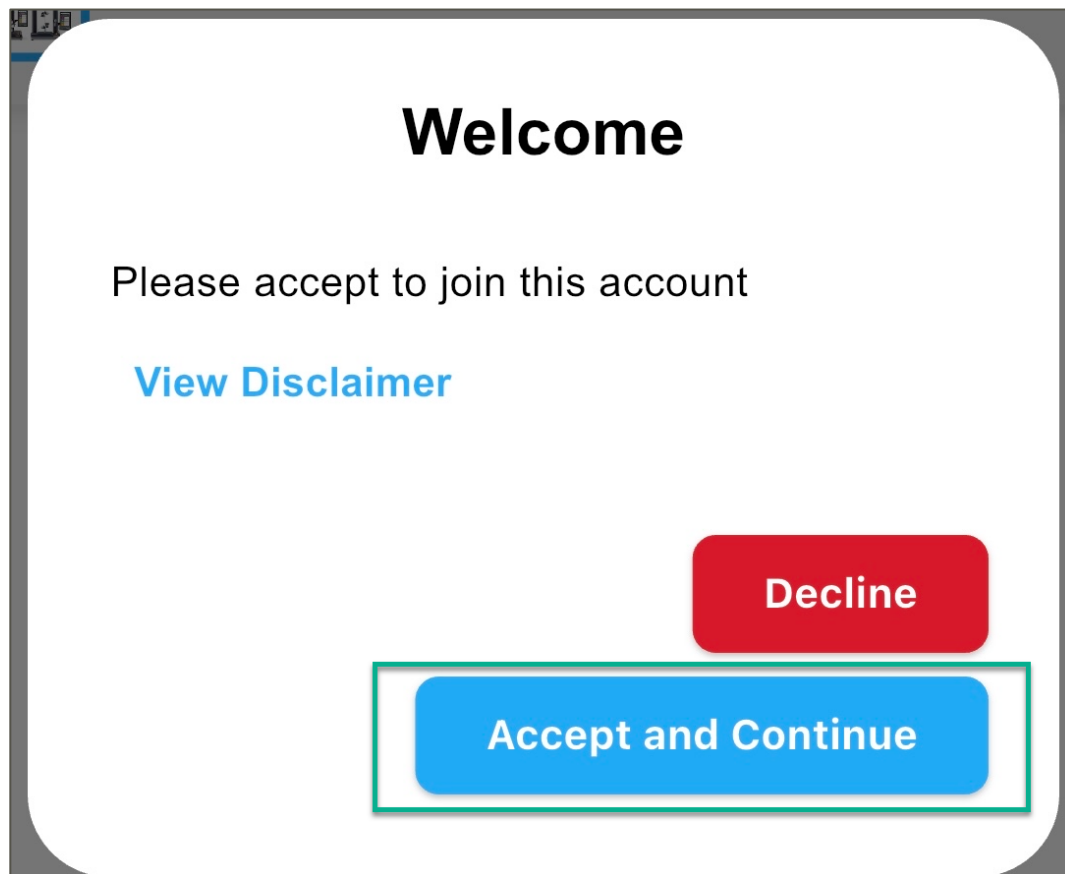 Welcome
Please accept to join this account
View Disclaimer
Decline
Accept and Continue